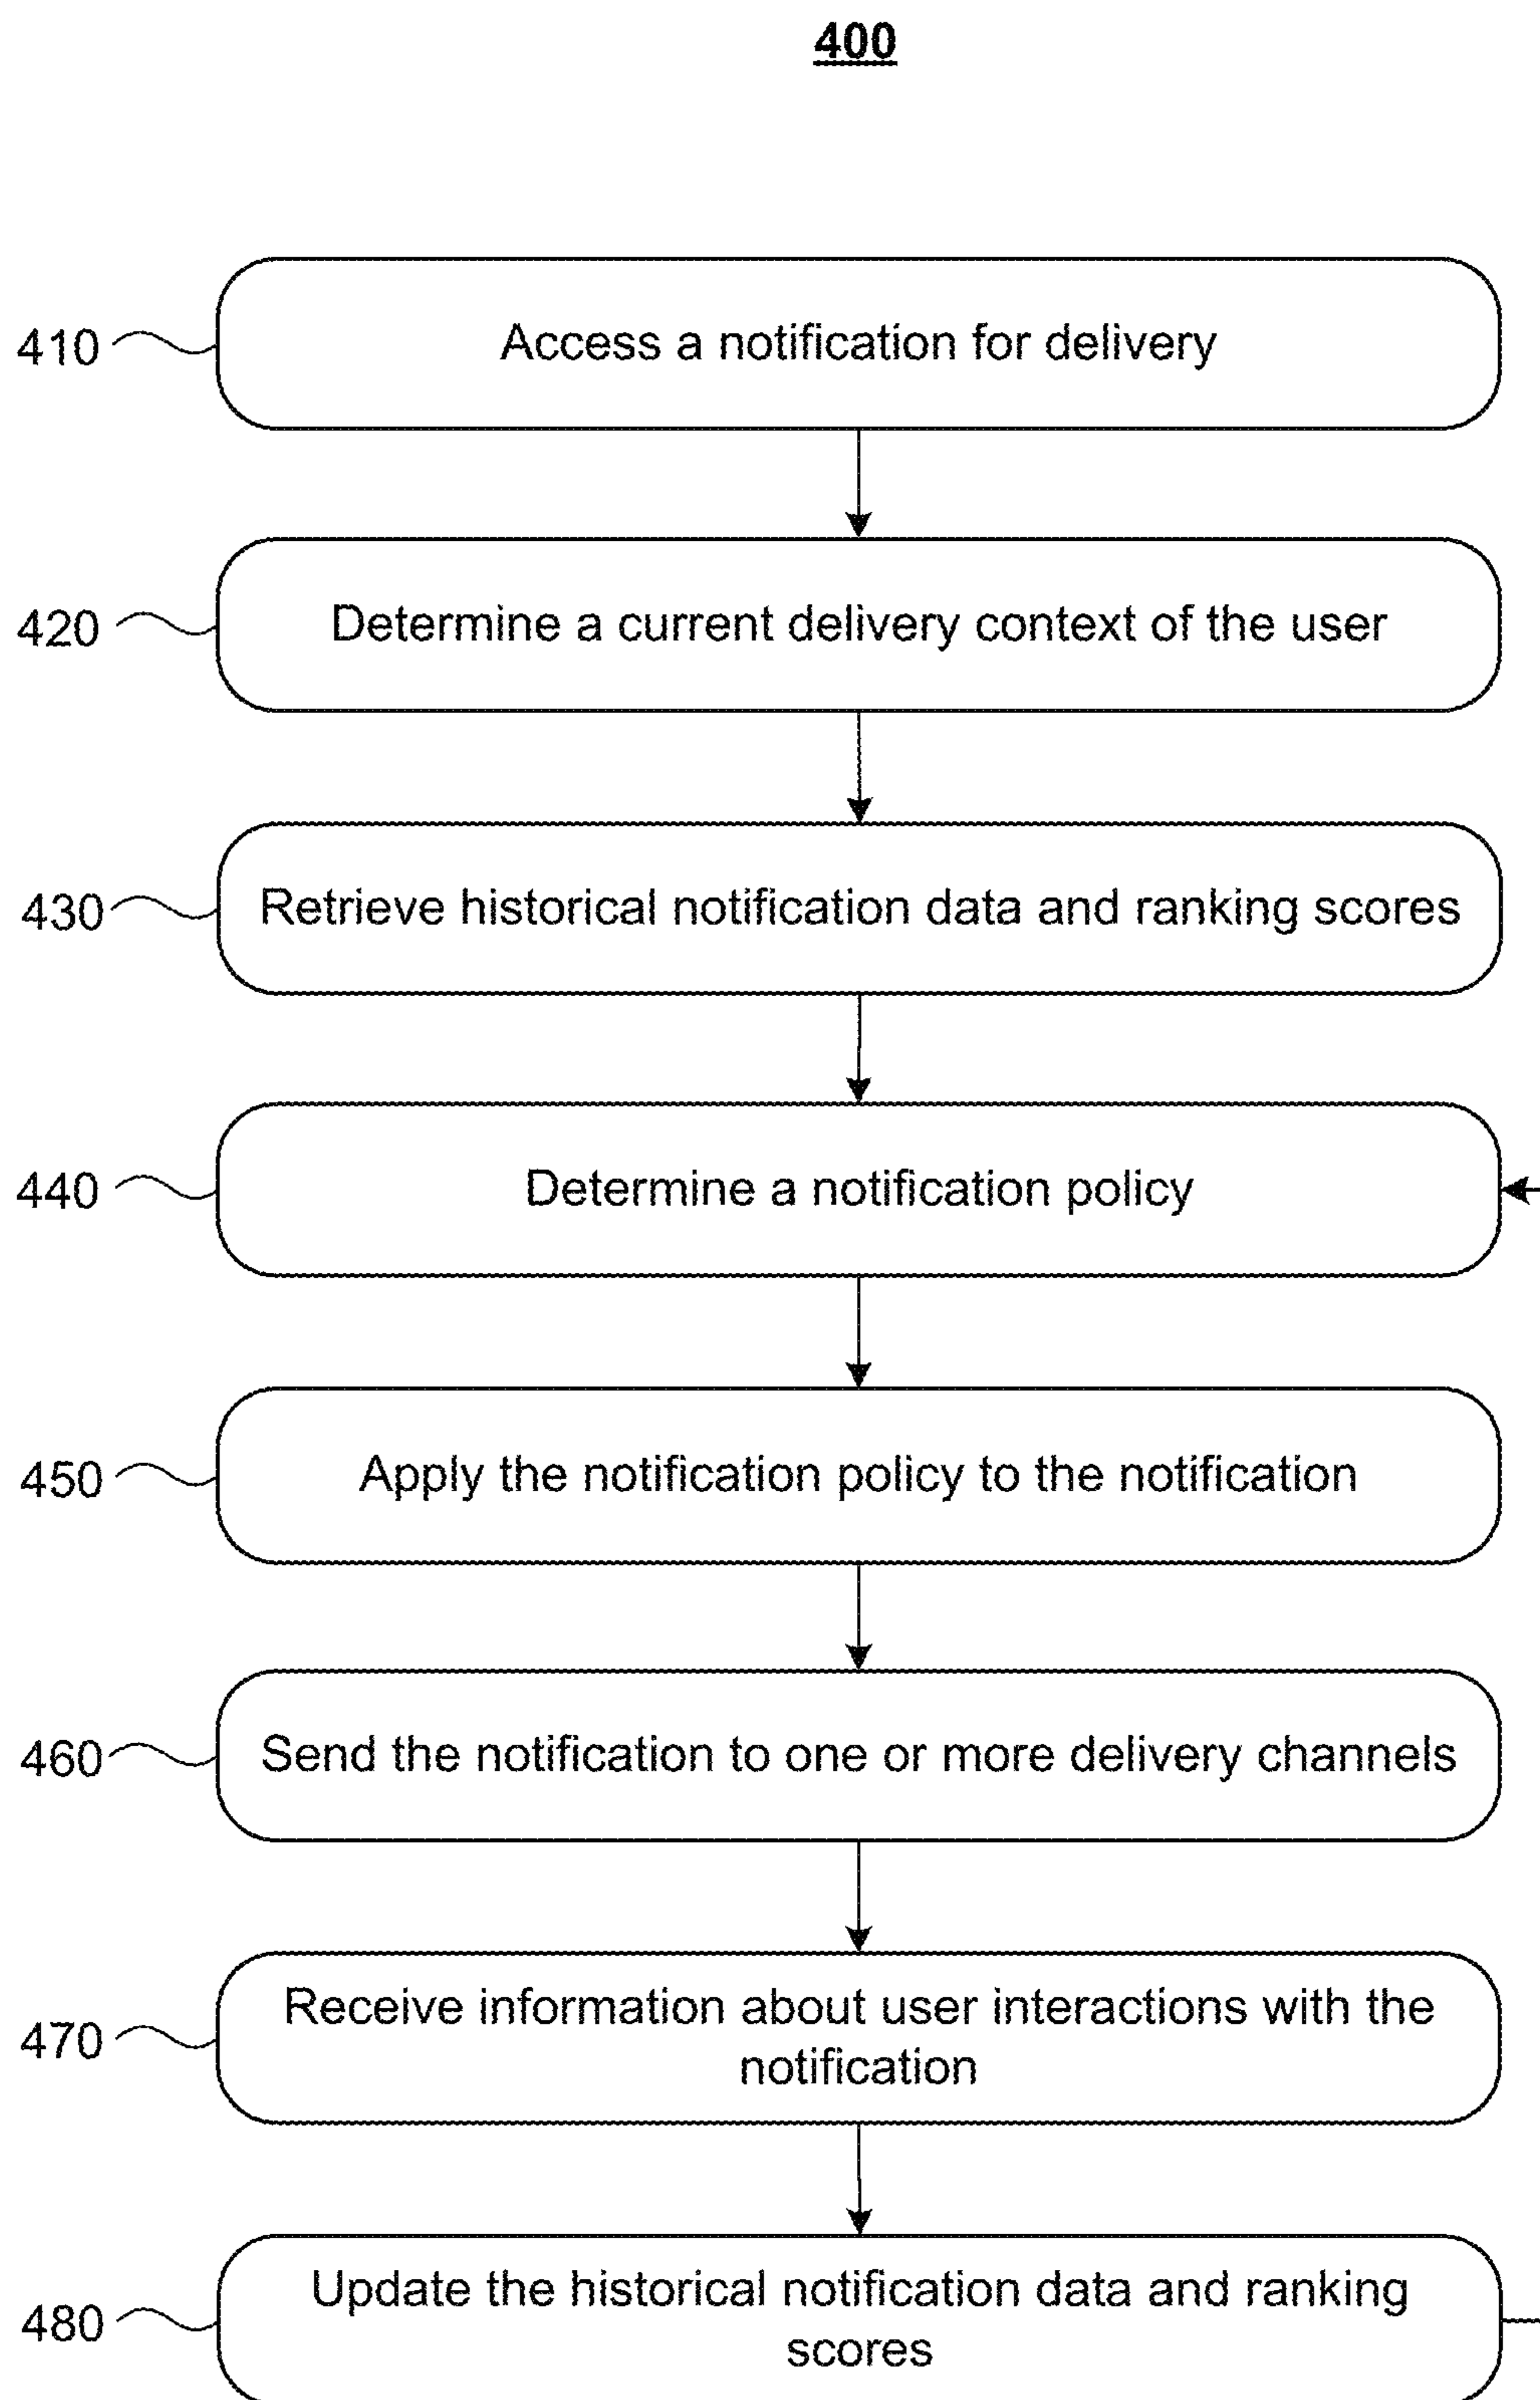 400
410
Access a notification for delivery
420
Determine a current delivery context of the user
430
Retrieve historical notification data and ranking scores
440
Determine a notification policy
450
Apply the notification policy to the notification
460
Send the notification to one or more delivery channels
470
Receive information about user interactions with the
notification
480
Update the historical notification data and ranking
scores